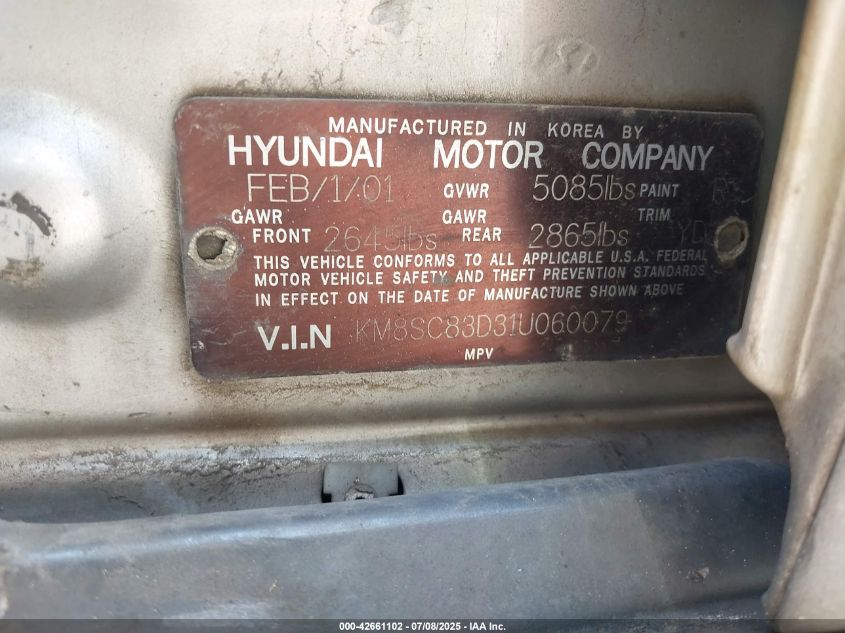 MANUFACTURED IN KOREA BY
HYUNDAI MOTOR COMPANY
FEB/1/01 GVWR 5085lbs PAINT
GAWR GAWR TRIM
FRONT 2645lbs REAR 2865lbs YD
THIS VEHICLE CONFORMS TO ALL APPLICABLE U.S.A. FEDERAL
MOTOR VEHICLE SAFETY AND THEFT PREVENTION STANDARDS
IN EFFECT ON THE DATE OF MANUFACTURE SHOWN ABOVE
V.I.N KM8SC83D31U060079
MPV
000-42661102 - 07/08/2025 - IAA Inc.